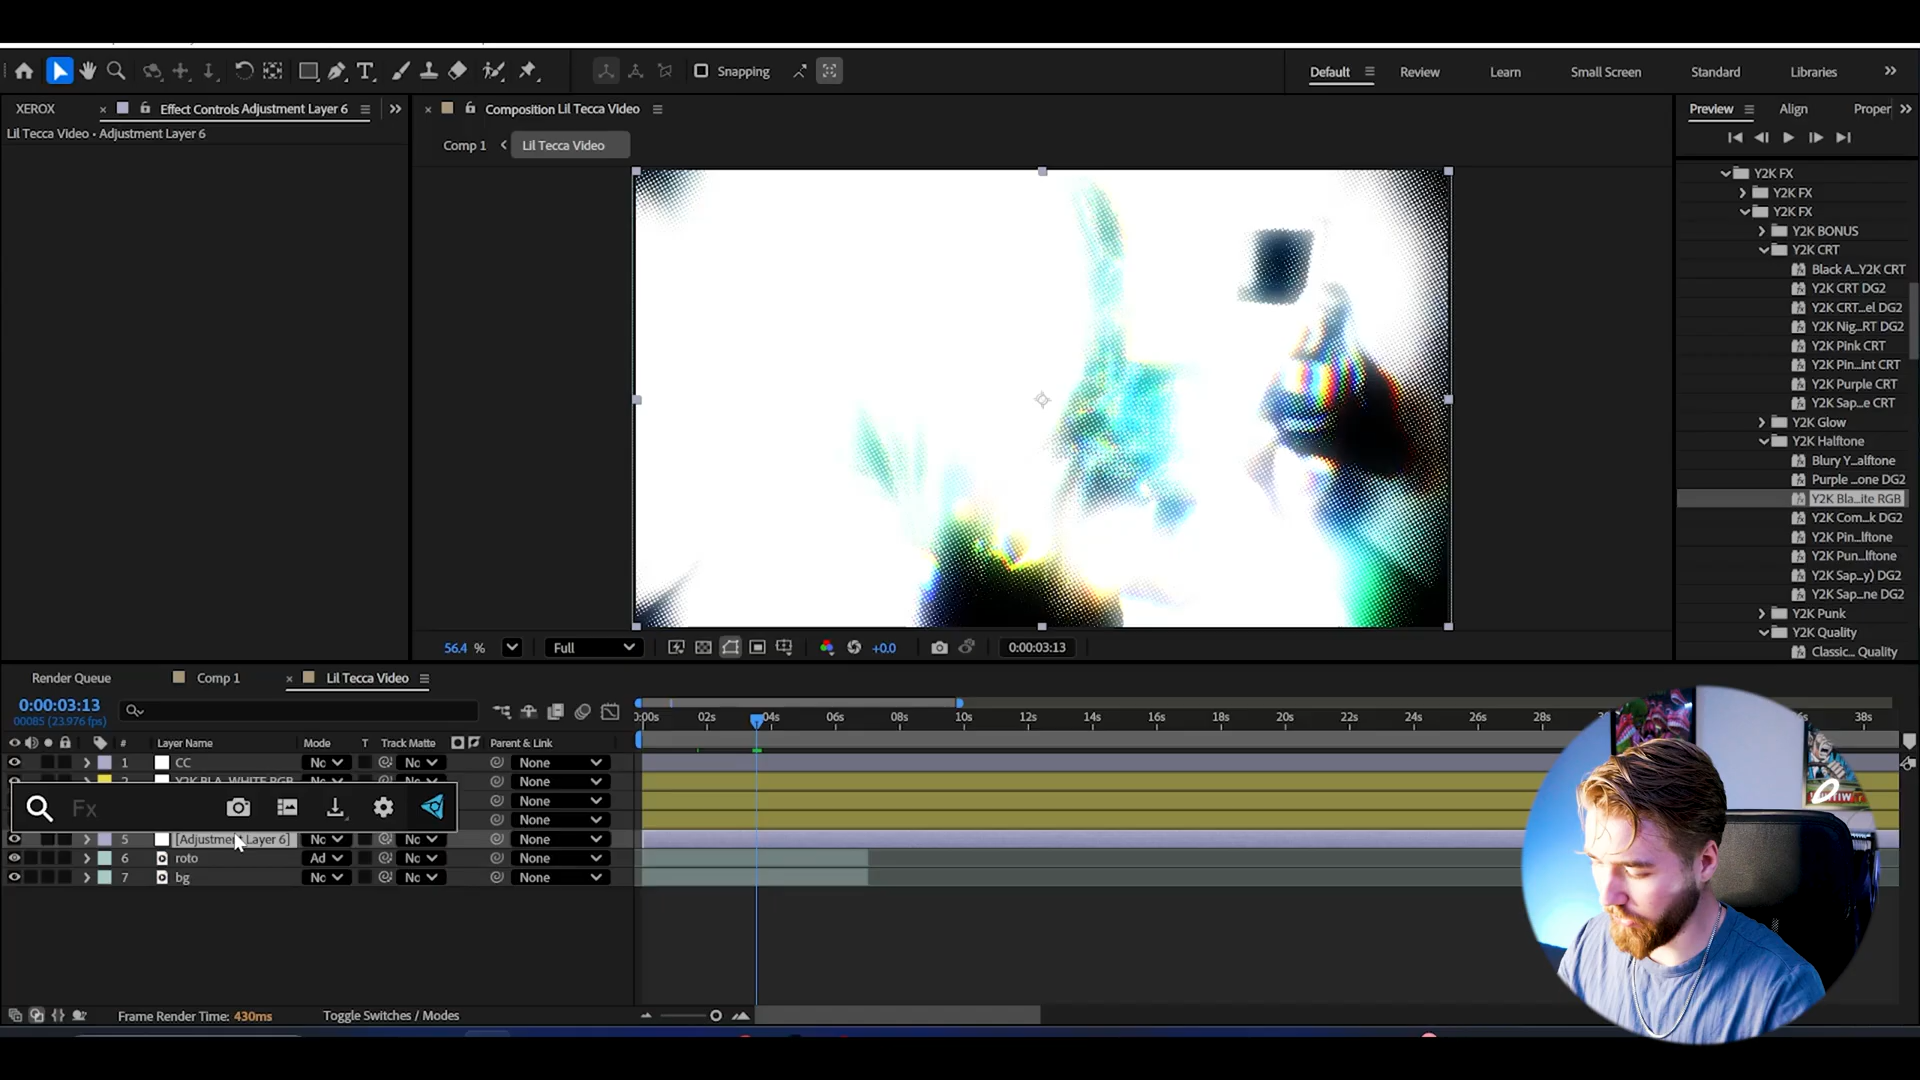 Snapping
Default
Review
Learn
Small Screen
Standard
Libraries
XEROX
Effect Controls Adjustment Layer 6
Lil Tecca Video • Adjustment Layer 6
Composition Lil Tecca Video
Comp 1
Lil Tecca Video
Preview
Align
Proper
Y2K FX
Y2K FX
Y2K FX
Y2K BONUS
Y2K CRT
Black A...Y2K CRT
Y2K CRT DG2
Y2K CRT...el DG2
Y2K Nig...RT DG2
Y2K Pink CRT
Y2K Pin...int CRT
Y2K Purple CRT
Y2K Sap...e CRT
Y2K Glow
Y2K Halftone
Blury Y...alftone
Purple ...one DG2
Y2K Bla...ite RGB
Y2K Com...k DG2
Y2K Pin...lftone
Y2K Pun...lftone
Y2K Sap...y) DG2
Y2K Sap...ne DG2
Y2K Punk
Y2K Quality
Classic... Quality
56.4 %
Full
+0.0
0:00:03:13
Render Queue
Comp 1
Lil Tecca Video
0:00:03:13
00085 (23.976 fps)
0:00s 02s 04s 06s 08s 10s 12s 14s 16s 18s 20s 22s 24s 26s 28s 38s
# Layer Name Mode T Track Matte Parent & Link
1 CC Nc Nc None
2 Y2K BLA...WHITE RGB None
Fx
None
None
5 [Adjustment Layer 6] Nc Nc None
6 roto Ad Nc None
7 bg Nc Nc None
Frame Render Time: 430ms
Toggle Switches / Modes